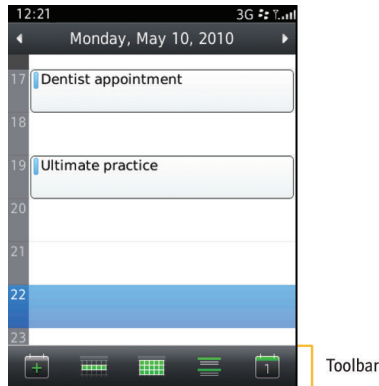 12:21 3G
Monday, May 10, 2010
17 Dentist appointment
18
19 Ultimate practice
20
21
22
23
1
Toolbar